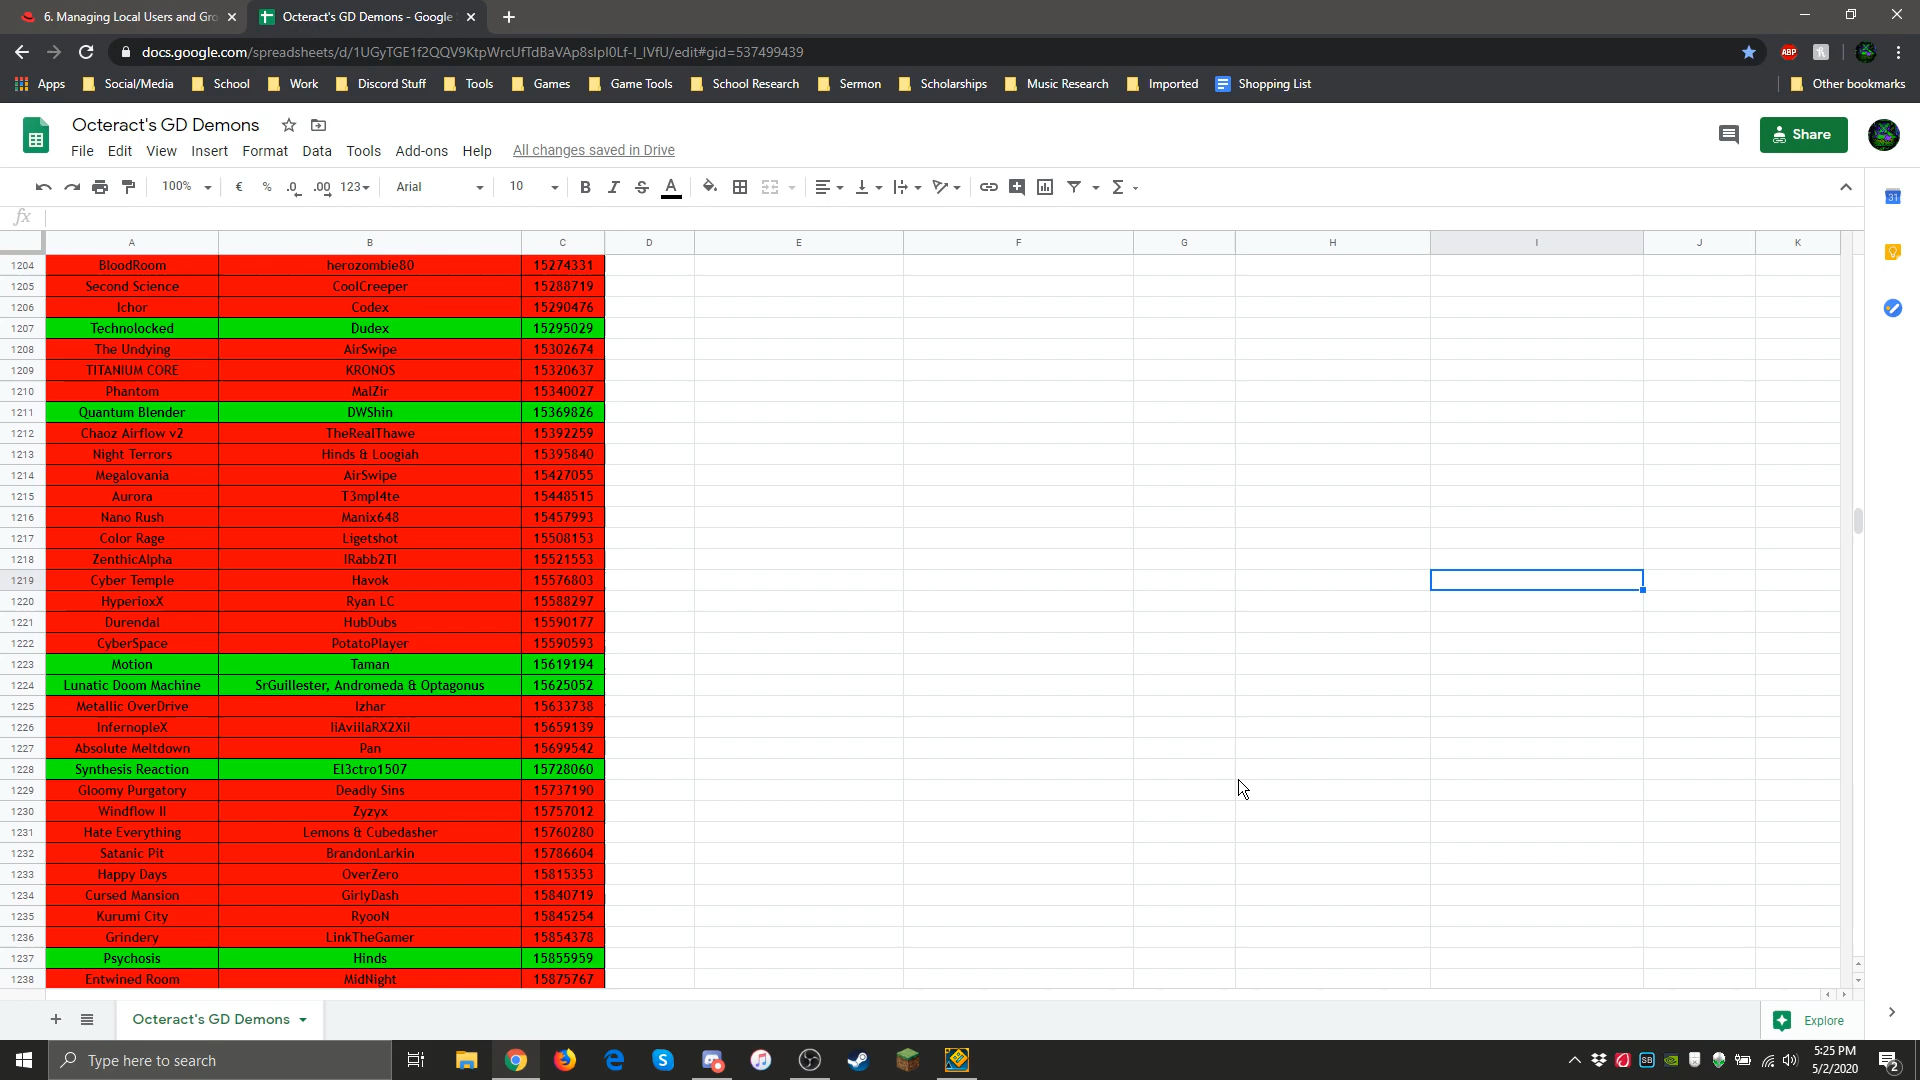 6. Managing Local Users and Gro
Octeract's GD Demons - Google
docs.google.com/spreadsheets/d/1UGyTGE1f2QQV9KtpWrcUfTdBaVAp8slpl0Lf-l_lVfU/edit#gid=537499439
ABP
Apps Social/Media School Work Discord Stuff Tools Games Game Tools School Research Sermon Scholarships Music Research Imported Shopping List Other bookmarks
Octeract's GD Demons
Share
File Edit View Insert Format Data Tools Add-ons Help All changes saved in Drive
100% € % .0 .00 123 Arial 10 B I S A Σ
31
fx
A B C D E F G H I J K
1204 BloodRoom herozombie80 15274331
1205 Second Science CoolCreeper 15288719
1206 Ichor Codex 15290476
1207 Technolocked Dudex 15295029
1208 The Undying AirSwipe 15302674
1209 TITANIUM CORE KRONOS 15320637
1210 Phantom MalZir 15340027
1211 Quantum Blender DWShin 15369826
1212 Chaoz Airflow v2 TheRealThawe 15392259
1213 Night Terrors Hinds & Loogiah 15395840
1214 Megalovania AirSwipe 15427055
1215 Aurora T3mpl4te 15448515
1216 Nano Rush Manix648 15457993
1217 Color Rage Ligetshot 15508153
1218 ZenthicAlpha IRabb2TI 15521553
1219 Cyber Temple Havok 15576803
1220 HyperioxX Ryan LC 15588297
1221 Durendal HubDubs 15590177
1222 CyberSpace PotatoPlayer 15590593
1223 Motion Taman 15619194
1224 Lunatic Doom Machine SrGuillester, Andromeda & Optagonus 15625052
1225 Metallic OverDrive Izhar 15633738
1226 InfernopleX IiAviilaRX2XiI 15659139
1227 Absolute Meltdown Pan 15699542
1228 Synthesis Reaction El3ctro1507 15728060
1229 Gloomy Purgatory Deadly Sins 15737190
1230 Windflow II Zyzyx 15757012
1231 Hate Everything Lemons & Cubedasher 15760280
1232 Satanic Pit BrandonLarkin 15786604
1233 Happy Days OverZero 15815353
1234 Cursed Mansion GirlyDash 15840719
1235 Kurumi City RyooN 15845254
1236 Grindery LinkTheGamer 15854378
1237 Psychosis Hinds 15855959
1238 Entwined Room MidNight 15875767
Octeract's GD Demons
Explore
Type here to search
SB
5:25 PM
5/2/2020
2